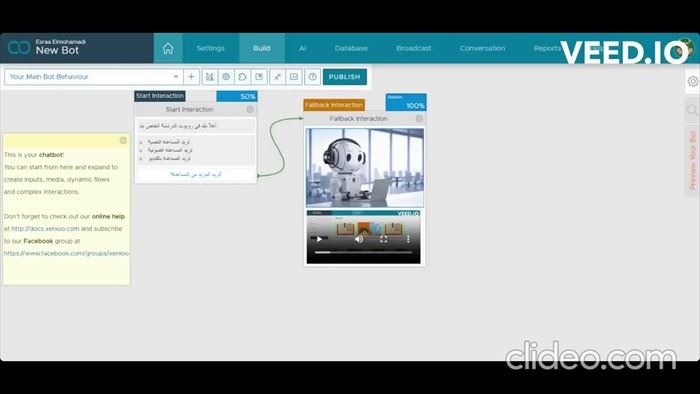 Esraa Elmohamadi
New Bot
Settings
Build
AI
Database
Broadcast
Conversation
Reports
VEED.IO
Your Main Bot Behaviour
PUBLISH
Start Interaction
50%
Start Interaction
أهلاً بكم في روبوت الدردشة الخاص بنا
تريد المساعدة النصية
تريد المساعدة الصوتية
تريد المساعدة بالفيديو
أتريد المزيد من المساعدة؟
Fallback Interaction
Session
100%
Fallback Interaction
VEED.IO
This is your chatbot!
You can start from here and expand to
create inputs, media, dynamic flows
and complex interactions.
Don't forget to check out our online help
at http://docs.xenioo.com and subscribe
to our Facebook group at
https://www.facebook.com/groups/xenioo
Preview Your Bot
clideo.com